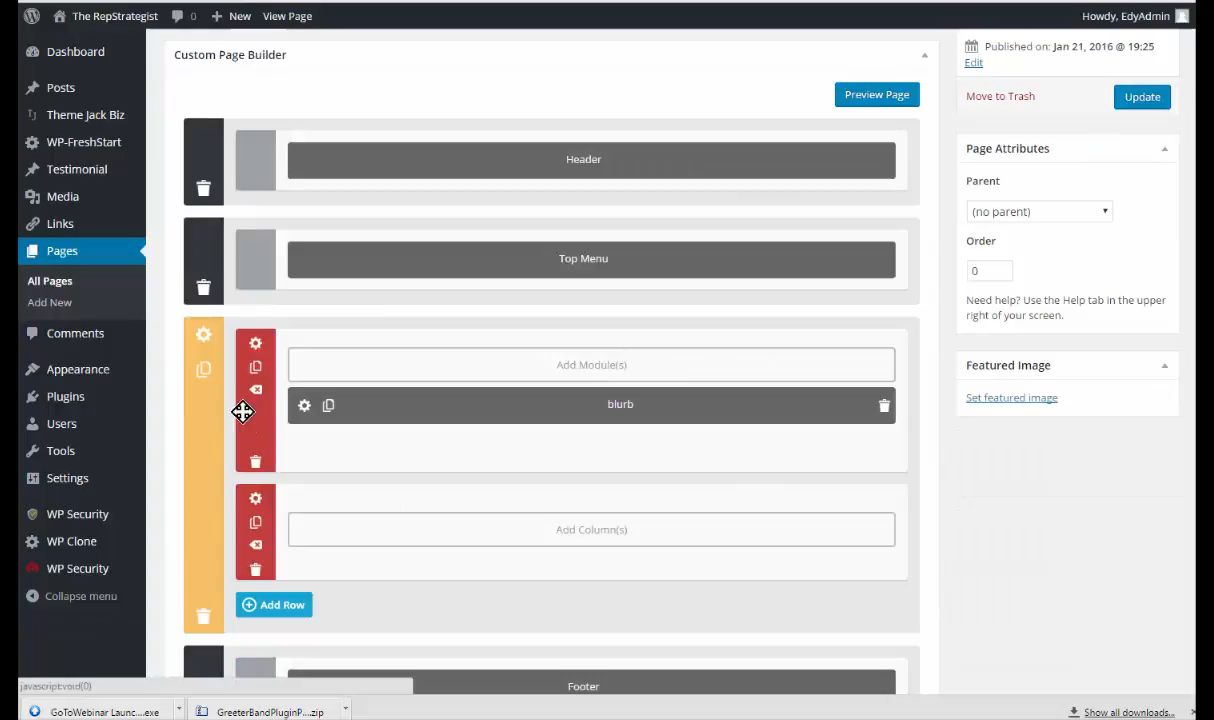 The RepStrategist
0
New
View Page
Howdy, EdyAdmin
Dashboard
Posts
Theme Jack Biz
WP-FreshStart
Testimonial
Media
Links
Pages
All Pages
Add New
Comments
Appearance
Plugins
Users
Tools
Settings
WP Security
WP Clone
WP Security
Collapse menu
Custom Page Builder
Preview Page
Header
Top Menu
Add Module(s)
blurb
Add Column(s)
Add Row
Footer
Published on: Jan 21, 2016 @ 19:25
Edit
Move to Trash
Update
Page Attributes
Parent
(no parent)
Order
0
Need help? Use the Help tab in the upper
right of your screen.
Featured Image
Set featured image
javascript:void(0)
GoToWebinar Launc....exe
GreeterBandPluginP....zip
Show all downloads...